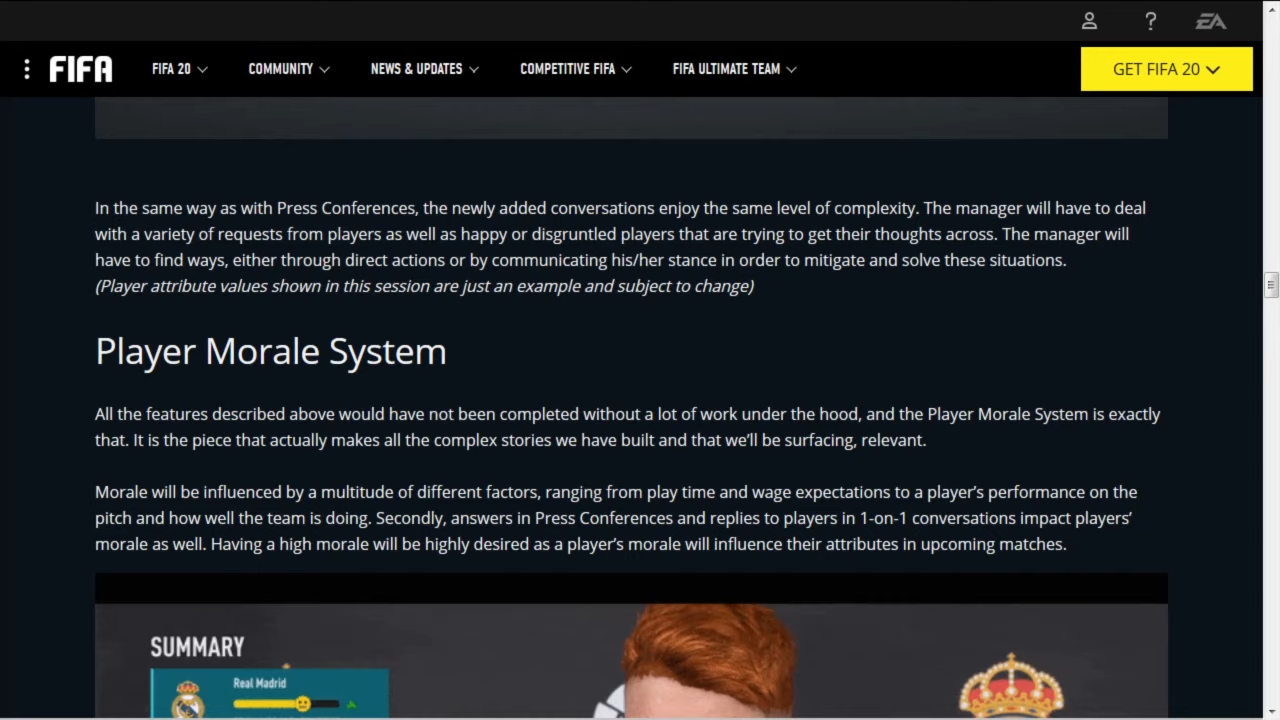 EA
FIFA
FIFA 20
COMMUNITY
NEWS & UPDATES
COMPETITIVE FIFA
FIFA ULTIMATE TEAM
GET FIFA 20
In the same way as with Press Conferences, the newly added conversations enjoy the same level of complexity. The manager will have to deal
with a variety of requests from players as well as happy or disgruntled players that are trying to get their thoughts across. The manager will
have to find ways, either through direct actions or by communicating his/her stance in order to mitigate and solve these situations.
(Player attribute values shown in this session are just an example and subject to change)
Player Morale System
All the features described above would have not been completed without a lot of work under the hood, and the Player Morale System is exactly
that. It is the piece that actually makes all the complex stories we have built and that we’ll be surfacing, relevant.
Morale will be influenced by a multitude of different factors, ranging from play time and wage expectations to a player’s performance on the
pitch and how well the team is doing. Secondly, answers in Press Conferences and replies to players in 1-on-1 conversations impact players’
morale as well. Having a high morale will be highly desired as a player’s morale will influence their attributes in upcoming matches.
SUMMARY
Real Madrid